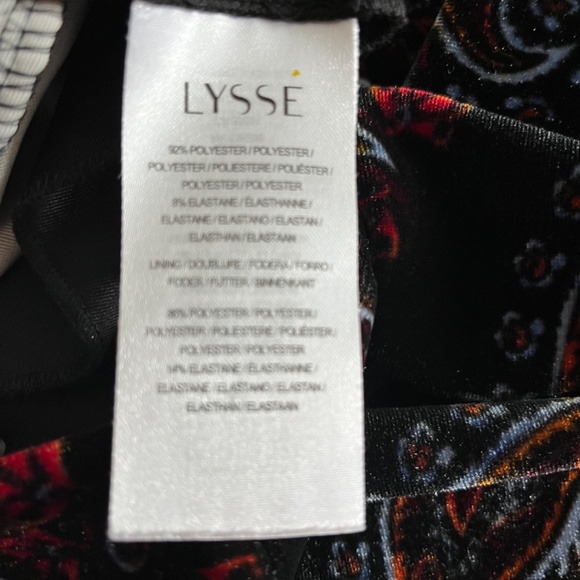 LYSSÉ
92% POLYESTER / POLYESTER /
POLYESTER / POLIESTERE / POLIÉSTER /
POLYESTER / POLYESTER
8% ELASTANE / ÉLASTHANNE /
ELASTANE / ELASTANO / ELASTAN /
ELASTHAN / ELASTAAN
LINING / DOUBLURE / FODERA / FORRO /
FODER / FUTTER / BINNENKANT
86% POLYESTER / POLYESTER /
POLYESTER / POLIESTERE / POLIÉSTER /
POLYESTER / POLYESTER
14% ELASTANE / ÉLASTHANNE /
ELASTANE / ELASTANO / ELASTAN /
ELASTHAN / ELASTAAN